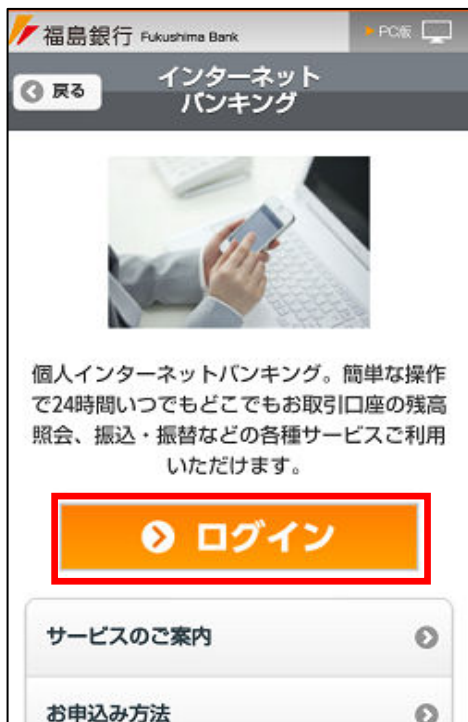 福島銀行 Fukushima Bank
PC版
戻る
インターネット
バンキング
個人インターネットバンキング。簡単な操作
で24時間いつでもどこでもお取引口座の残高
照会、振込・振替などの各種サービスご利用
いただけます。
ログイン
サービスのご案内
お申込み方法